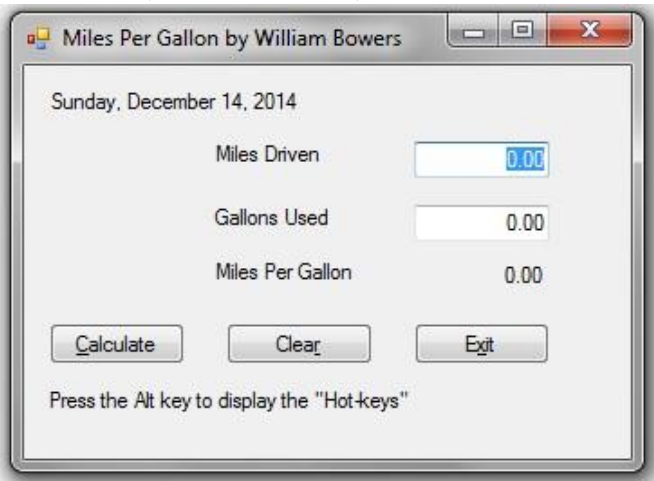 Miles Per Gallon by William Bowers
Sunday, December 14, 2014
Miles Driven 0.00
Gallons Used 0.00
Miles Per Gallon 0.00
Calculate Clear Exit
Press the Alt key to display the "Hot-keys"